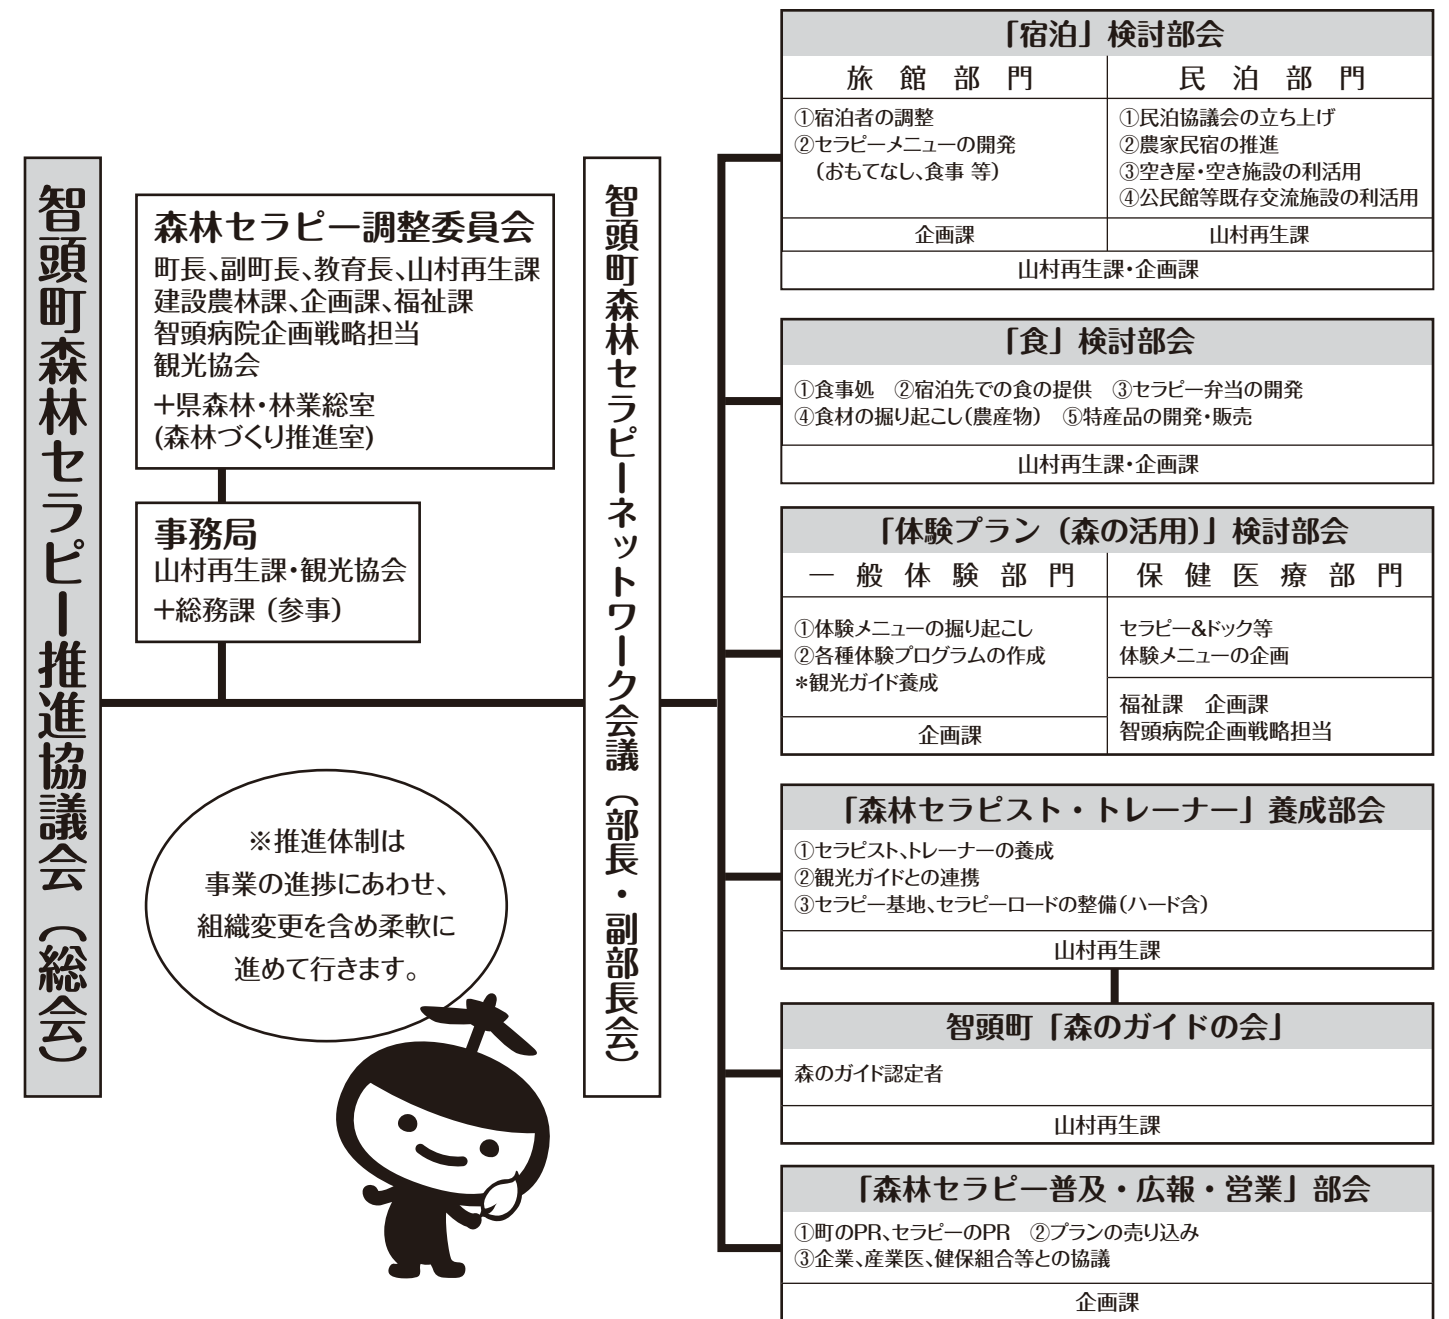 智頭町森林セラピー推進協議会（総会）
森林セラピー調整委員会
町長、副町長、教育長、山村再生課
建設農林課、企画課、福祉課
智頭病院企画戦略担当
観光協会
＋県森林・林業総室
(森林づくり推進室)
事務局
山村再生課・観光協会
＋総務課（参事）
※推進体制は
事業の進捗にあわせ、
組織変更を含め柔軟に
進めて行きます。
智頭町森林セラピーネットワーク会議（部長・副部長会）
「宿泊」検討部会
旅館部門
①宿泊者の調整
②セラピーメニューの開発
（おもてなし、食事 等）
企画課
民泊部門
①民泊協議会の立ち上げ
②農家民宿の推進
③空き屋・空き施設の利活用
④公民館等既存交流施設の利活用
山村再生課
山村再生課・企画課
「食」検討部会
①食事処　②宿泊先での食の提供　③セラピー弁当の開発
④食材の掘り起こし（農産物）　⑤特産品の開発・販売
山村再生課・企画課
「体験プラン（森の活用）」検討部会
一般体験部門
①体験メニューの掘り起こし
②各種体験プログラムの作成
＊観光ガイド養成
企画課
保健医療部門
セラピー&ドック等
体験メニューの企画
福祉課　企画課
智頭病院企画戦略担当
「森林セラピスト・トレーナー」養成部会
①セラピスト、トレーナーの養成
②観光ガイドとの連携
③セラピー基地、セラピーロードの整備（ハード含）
山村再生課
智頭町「森のガイドの会」
森のガイド認定者
山村再生課
「森林セラピー普及・広報・営業」部会
①町のPR、セラピーのPR　②プランの売り込み
③企業、産業医、健保組合等との協議
企画課